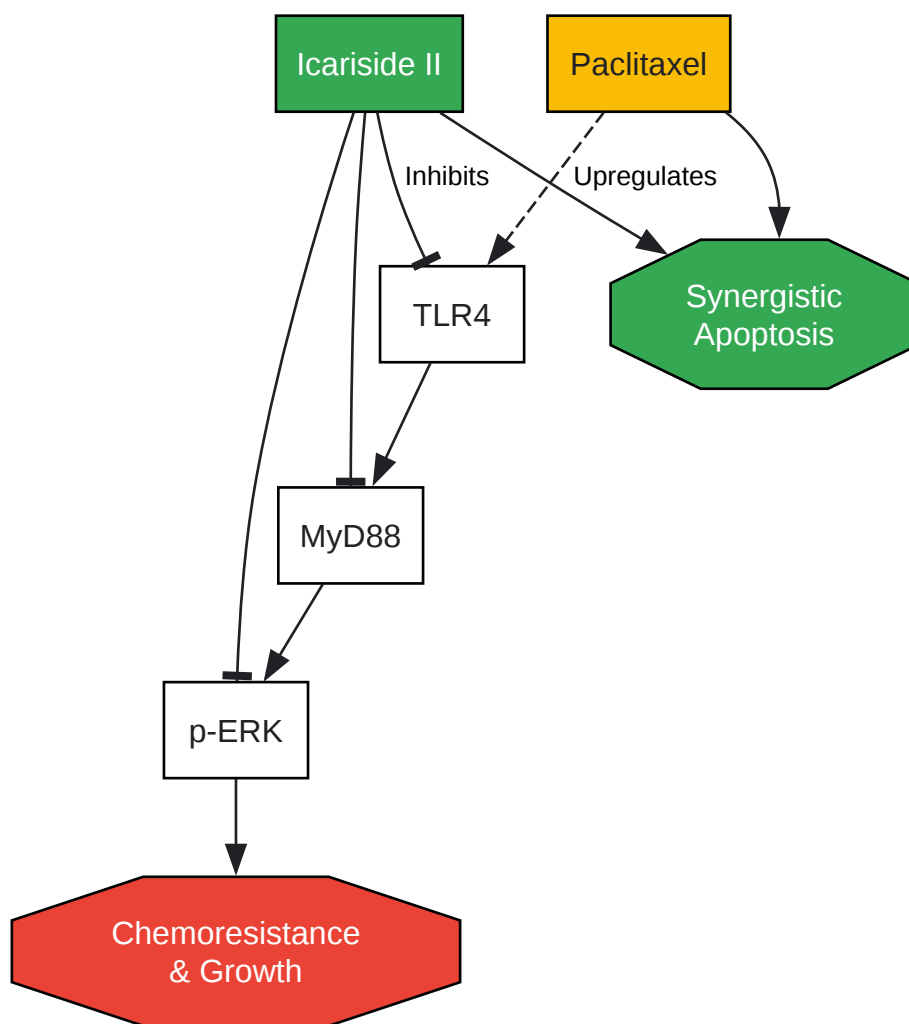 Icariside II
Paclitaxel
Inhibits
Upregulates
Synergistic
Apoptosis
TLR4
MyD88
p-ERK
Chemoresistance
& Growth